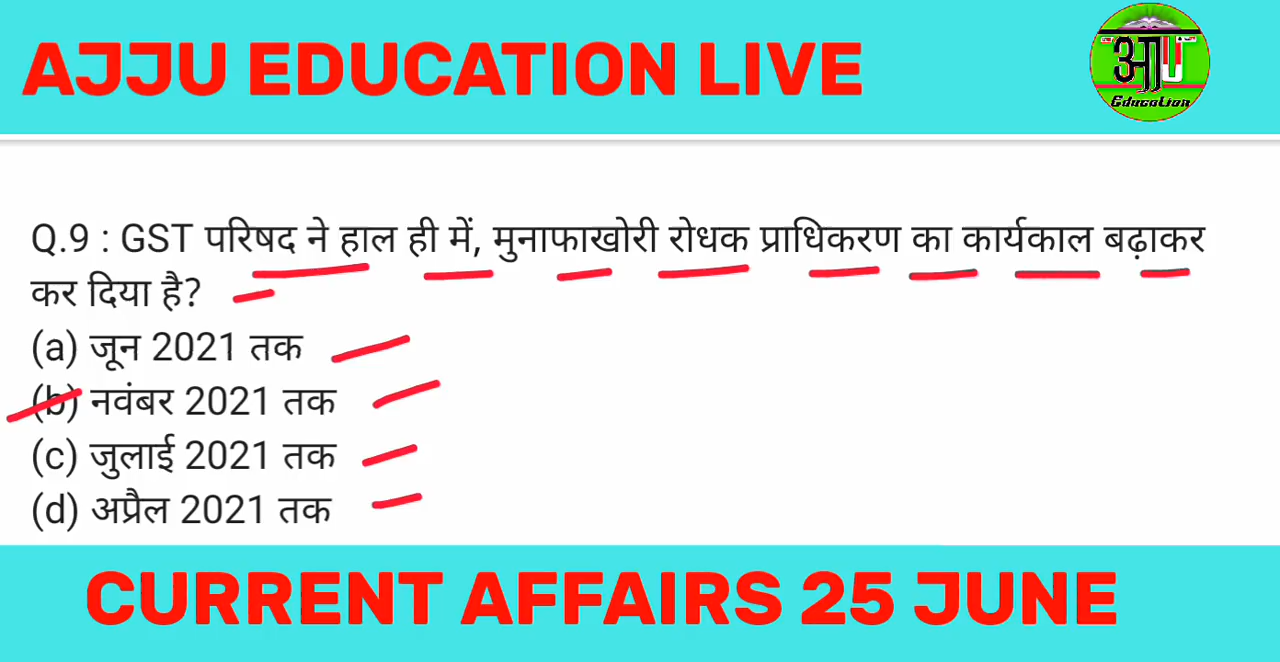 AJJU EDUCATION LIVE
Education
Q.9 : GST परिषद ने हाल ही में, मुनाफाखोरी रोधक प्राधिकरण का कार्यकाल बढ़ाकर
कर दिया है?
(a) जून 2021 तक
(b) नवंबर 2021 तक
(c) जुलाई 2021 तक
(d) अप्रैल 2021 तक
CURRENT AFFAIRS 25 JUNE